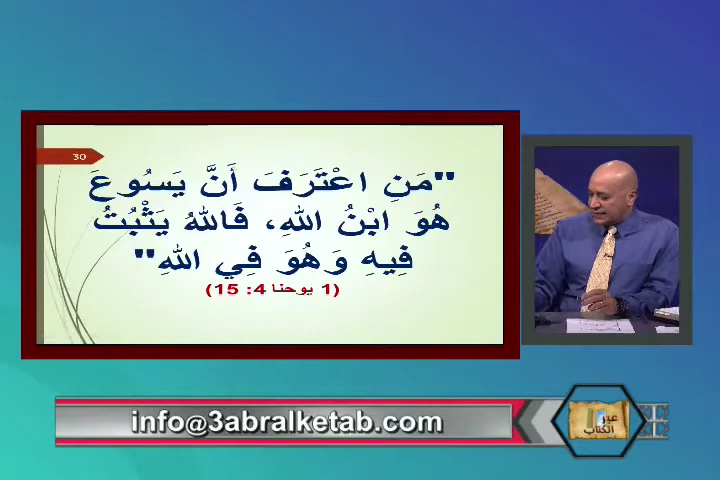 30
"مَنِ اعْتَرَفَ أَنَّ يَسُوعَ
هُوَ ابْنُ اللهِ، فَاللهُ يَثْبُتُ
فِيهِ وَهُوَ فِي اللهِ"
(1 يوحنا 4: 15)
info@3abralketab.com
عبر
الكتاب